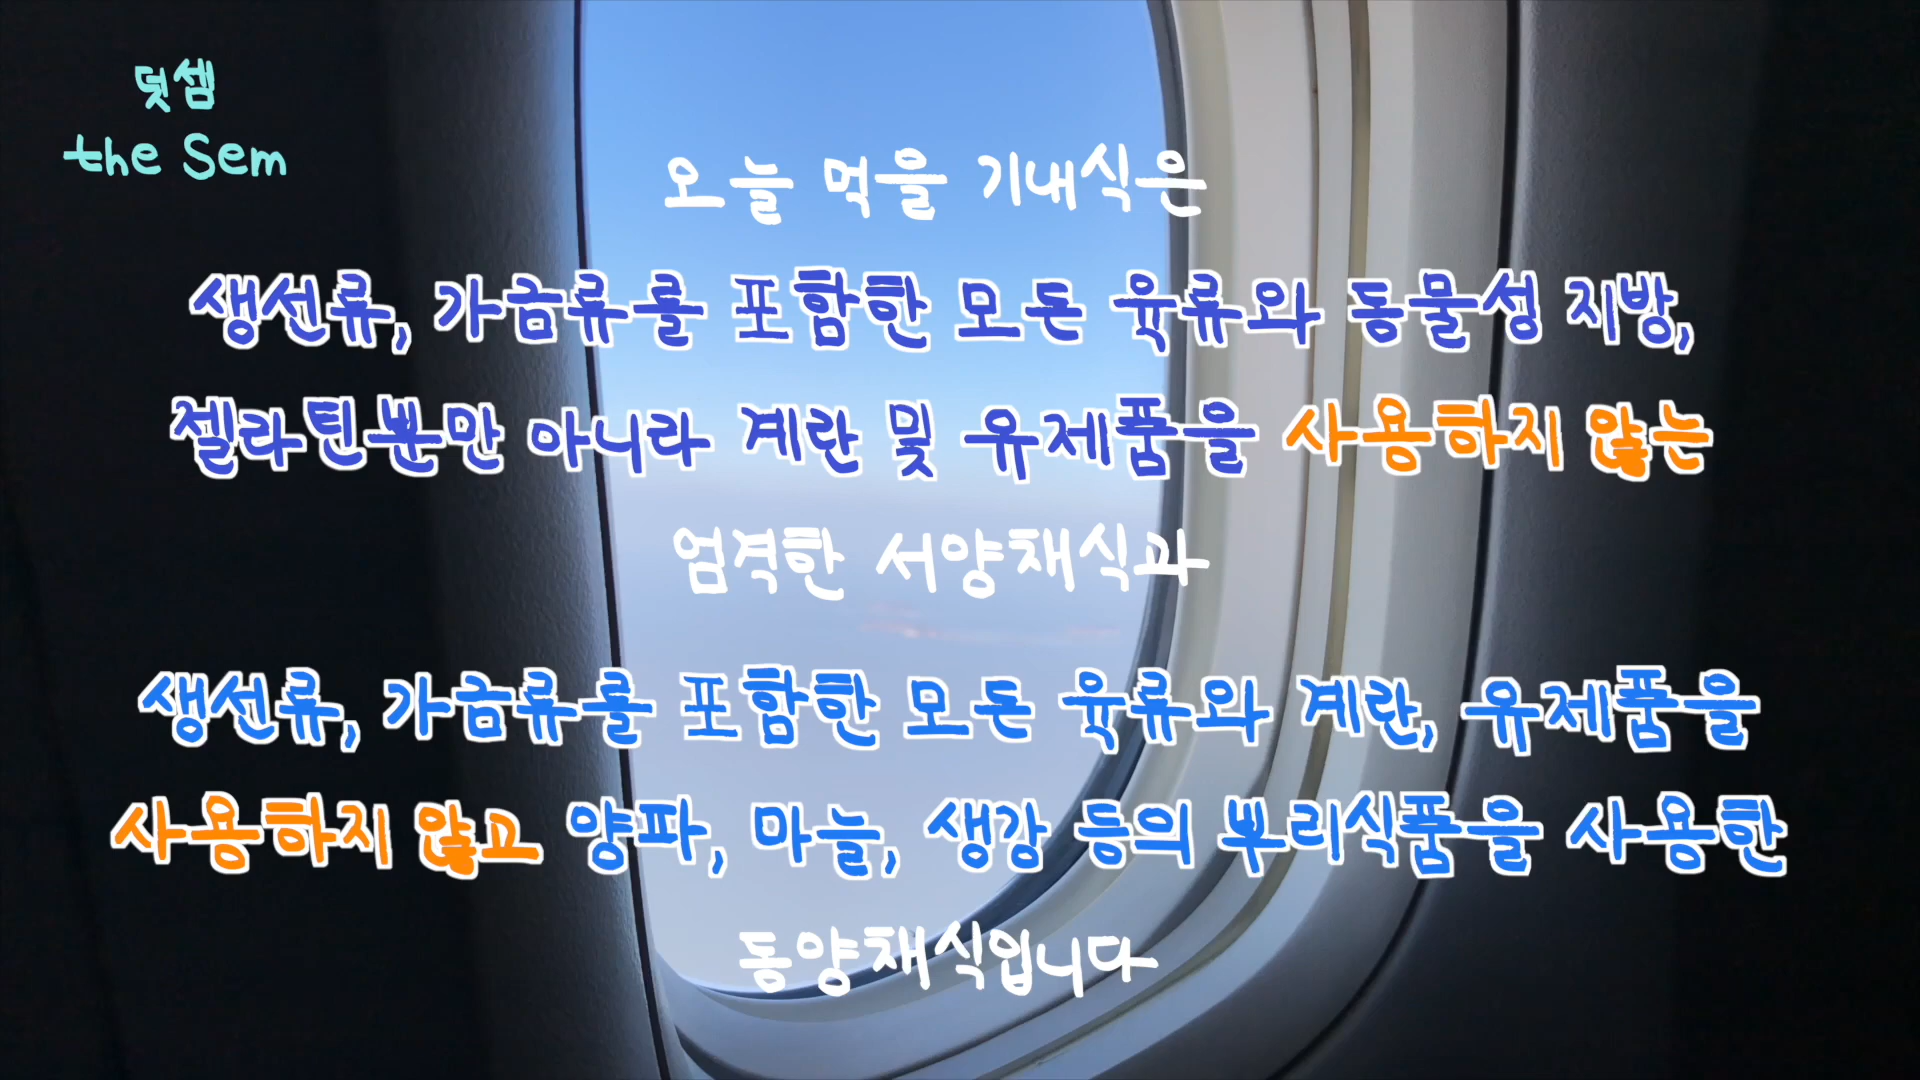 덧셈
the Sem
오늘 먹을 기내식은
생선류, 가금류를 포함한 모든 육류와 동물성 지방,
젤라틴뿐만 아니라 계란 및 유제품을 사용하지 않는
엄격한 서양채식과
생선류, 가금류를 포함한 모든 육류와 계란, 유제품을
사용하지 않고 양파, 마늘, 생강 등의 뿌리식품을 사용한
동양채식입니다